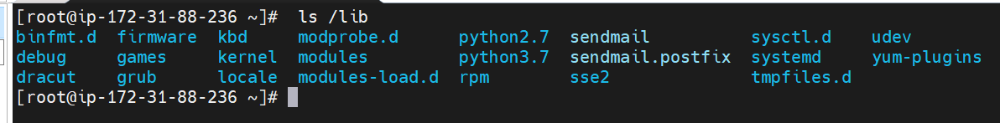 [root@ip-172-31-88-236 ~]#  ls /lib
binfmt.d  firmware  kbd     modprobe.d      python2.7  sendmail          sysctl.d    udev
debug     games     kernel  modules         python3.7  sendmail.postfix  systemd     yum-plugins
dracut    grub      locale  modules-load.d  rpm        sse2              tmpfiles.d
[root@ip-172-31-88-236 ~]#